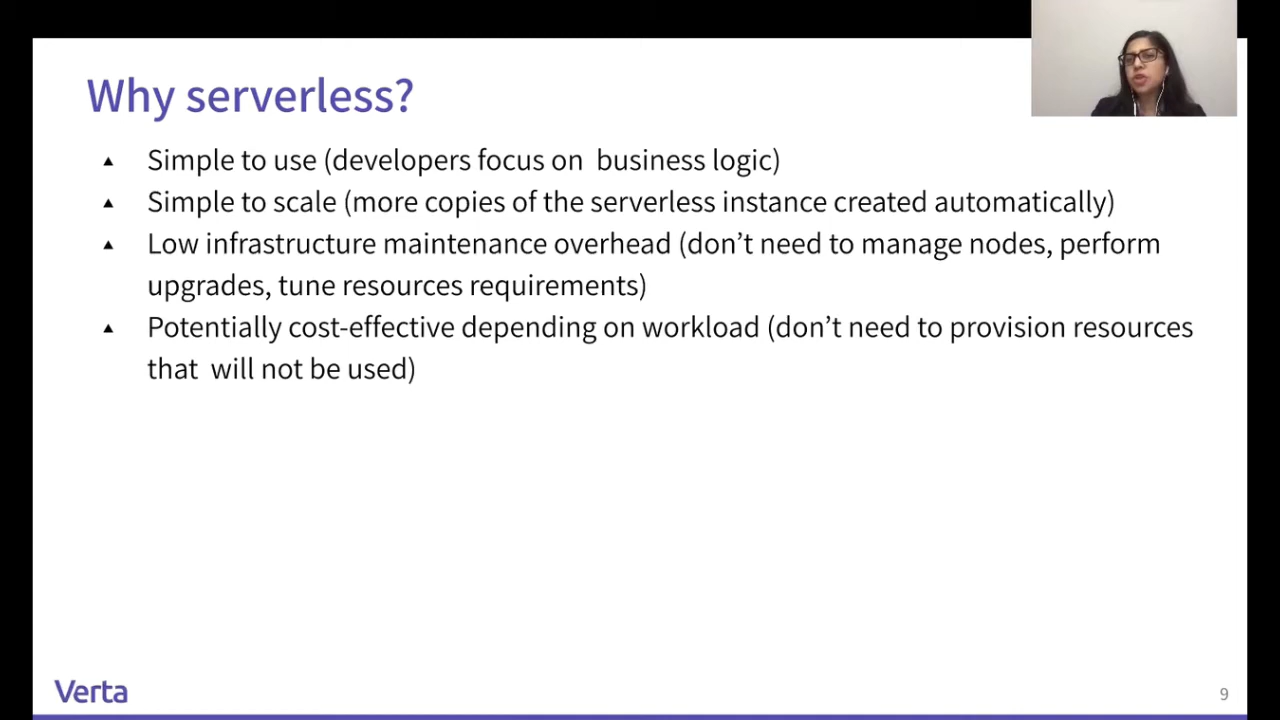 Why serverless?
▲ Simple to use (developers focus on  business logic)
▲ Simple to scale (more copies of the serverless instance created automatically)
▲ Low infrastructure maintenance overhead (don’t need to manage nodes, perform
upgrades, tune resources requirements)
▲ Potentially cost-effective depending on workload (don’t need to provision resources
that  will not be used)
Verta
9